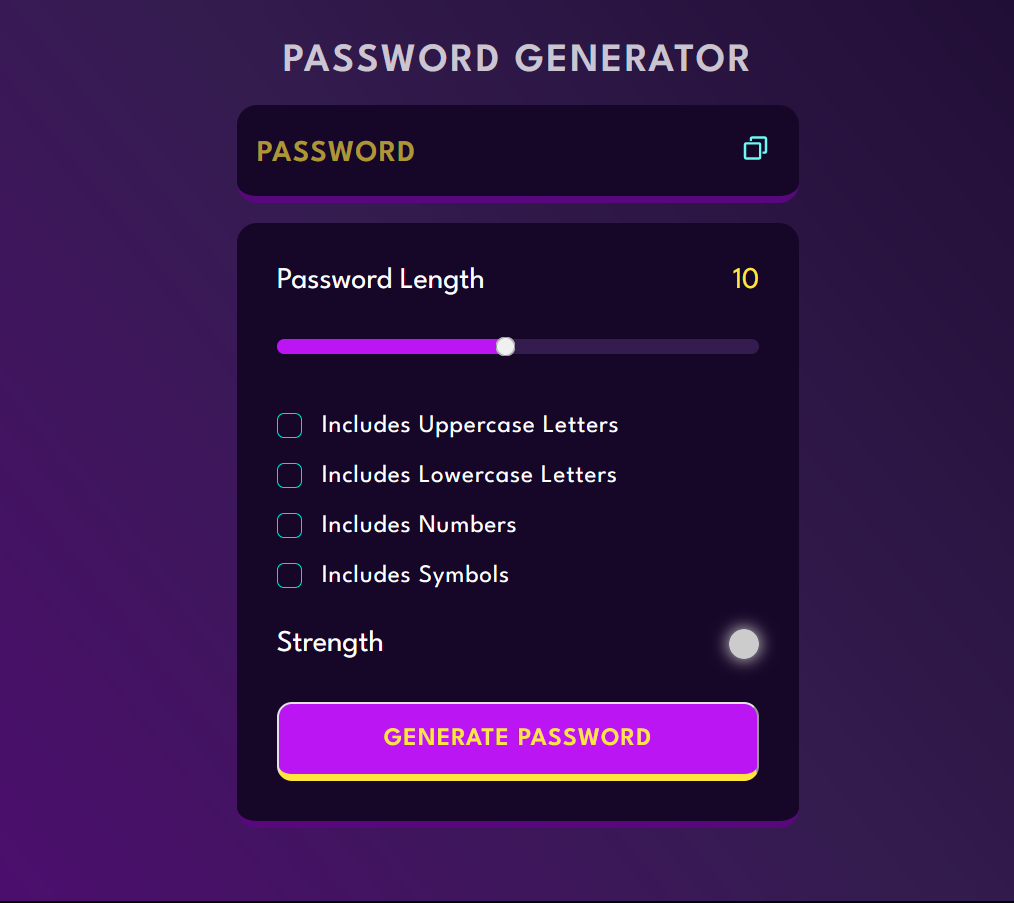 PASSWORD GENERATOR
PASSWORD
Password Length 10
Includes Uppercase Letters
Includes Lowercase Letters
Includes Numbers
Includes Symbols
Strength
GENERATE PASSWORD